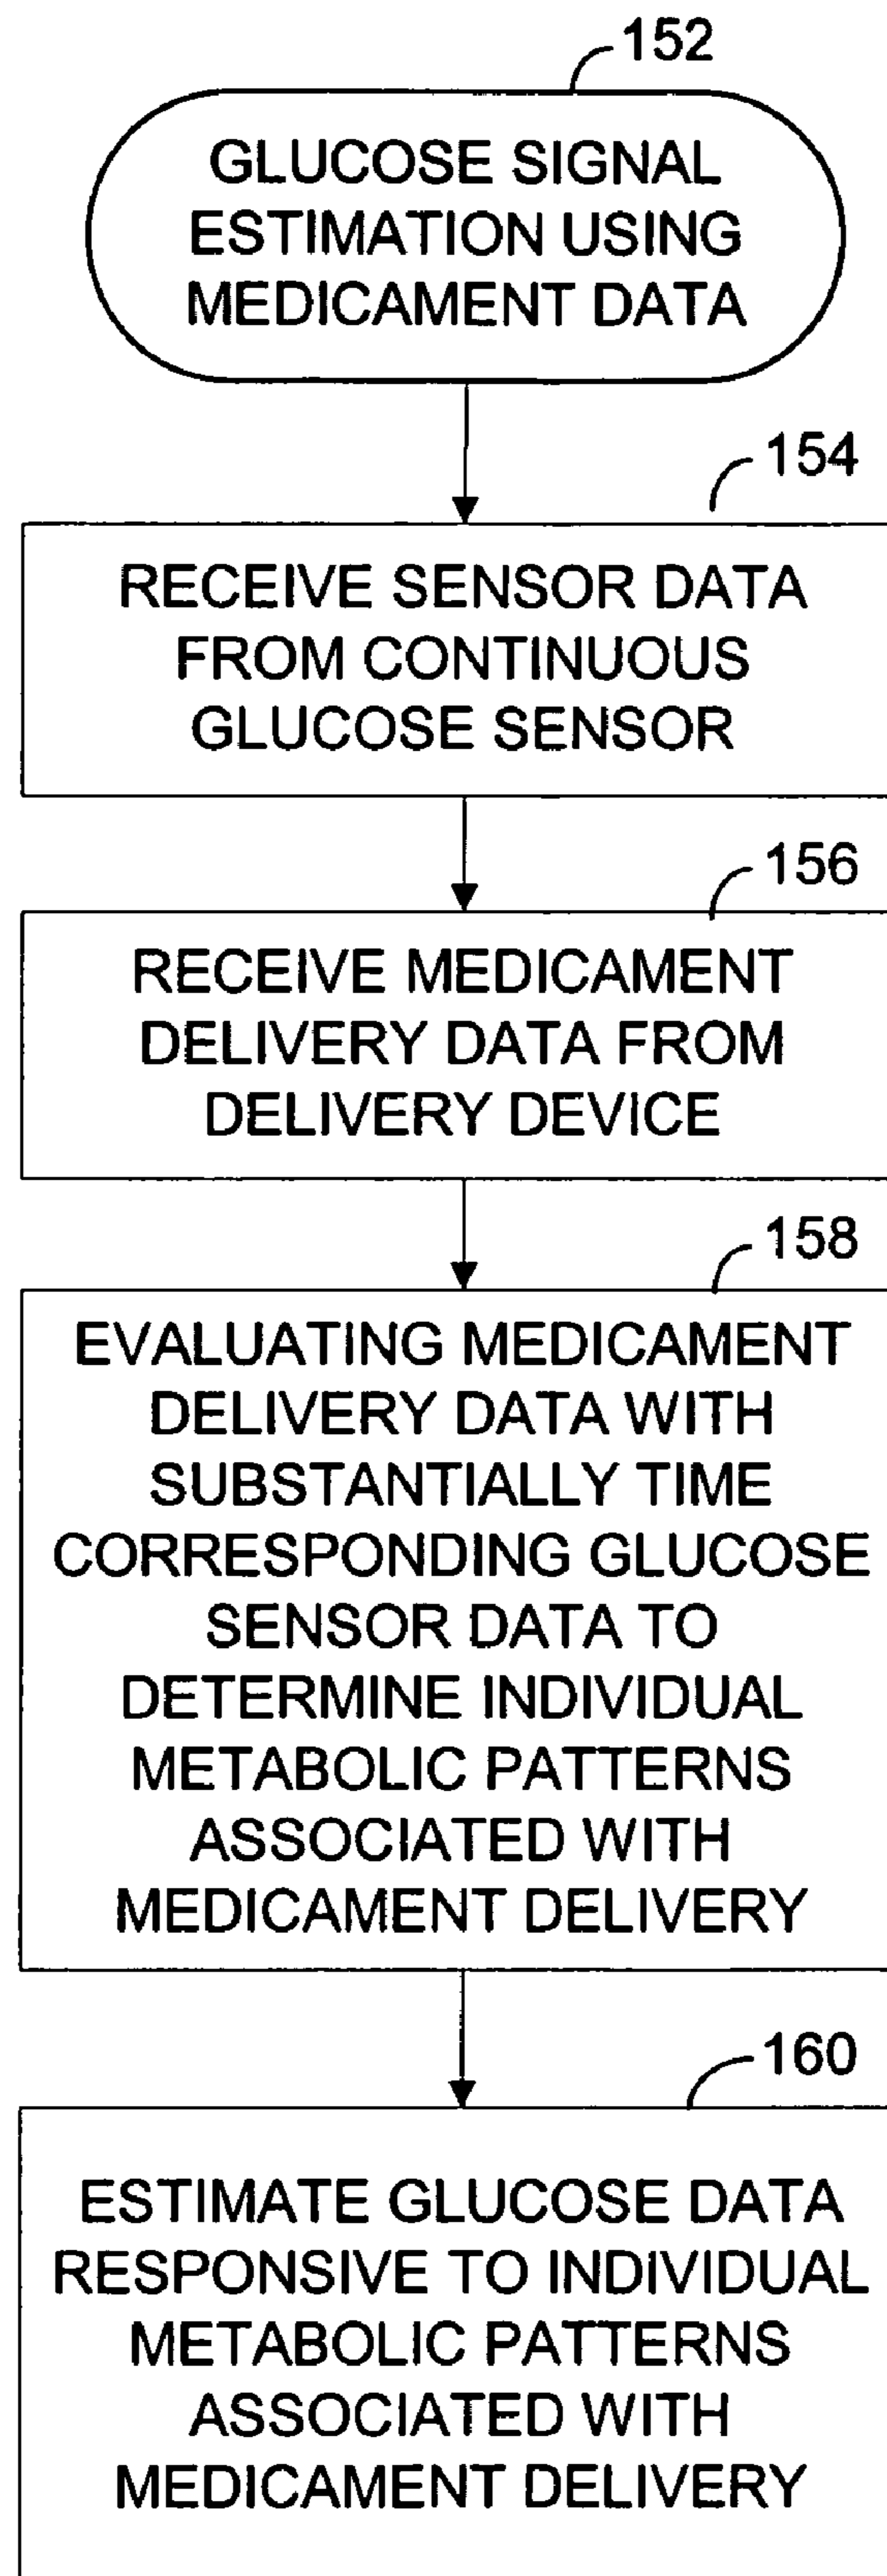 152
GLUCOSE SIGNAL
ESTIMATION USING
MEDICAMENT DATA
154
RECEIVE SENSOR DATA
FROM CONTINUOUS
GLUCOSE SENSOR
156
RECEIVE MEDICAMENT
DELIVERY DATA FROM
DELIVERY DEVICE
158
EVALUATING MEDICAMENT
DELIVERY DATA WITH
SUBSTANTIALLY TIME
CORRESPONDING GLUCOSE
SENSOR DATA TO
DETERMINE INDIVIDUAL
METABOLIC PATTERNS
ASSOCIATED WITH
MEDICAMENT DELIVERY
160
ESTIMATE GLUCOSE DATA
RESPONSIVE TO INDIVIDUAL
METABOLIC PATTERNS
ASSOCIATED WITH
MEDICAMENT DELIVERY